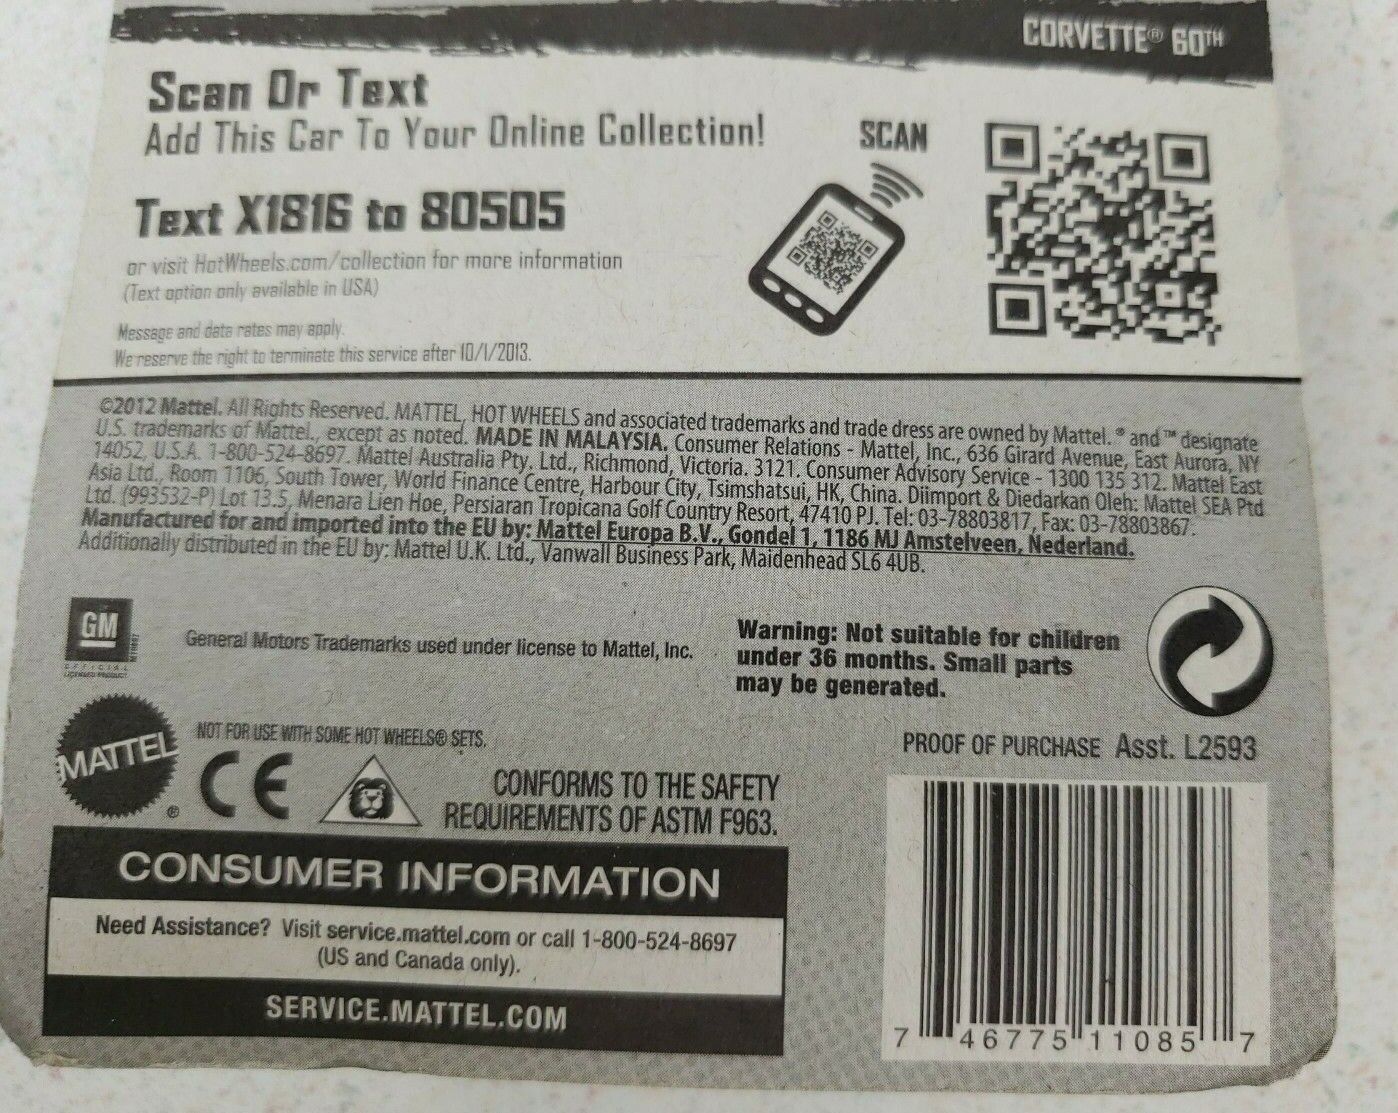 CORVETTE® 60TH
Scan Or Text
Add This Car To Your Online Collection!
SCAN
Text X1816 to 80505
or visit HotWheels.com/collection for more information
(Text option only available in USA)
Message and data rates may apply.
We reserve the right to terminate this service after 10/1/2013.
©2012 Mattel. All Rights Reserved. MATTEL, HOT WHEELS and associated trademarks and trade dress are owned by Mattel. ® and ™ designate
U.S. trademarks of Mattel., except as noted. MADE IN MALAYSIA. Consumer Relations - Mattel, Inc., 636 Girard Avenue, East Aurora, NY
14052, U.S.A. 1-800-524-8697. Mattel Australia Pty. Ltd., Richmond, Victoria. 3121. Consumer Advisory Service - 1300 135 312. Mattel East
Asia Ltd., Room 1106, South Tower, World Finance Centre, Harbour City, Tsimshatsui, HK, China. Diimport & Diedarkan Oleh: Mattel SEA Ptd
Ltd. (993532-P) Lot 13.5, Menara Lien Hoe, Persiaran Tropicana Golf Country Resort, 47410 PJ. Tel: 03-78803817, Fax: 03-78803867.
Manufactured for and imported into the EU by: Mattel Europa B.V., Gondel 1, 1186 MJ Amstelveen, Nederland.
Additionally distributed in the EU by: Mattel U.K. Ltd., Vanwall Business Park, Maidenhead SL6 4UB.
GM
OFFICIAL
LICENSED PRODUCT
General Motors Trademarks used under license to Mattel, Inc.
Warning: Not suitable for children
under 36 months. Small parts
may be generated.
MATTEL
®
NOT FOR USE WITH SOME HOT WHEELS® SETS.
CE
CONFORMS TO THE SAFETY
REQUIREMENTS OF ASTM F963.
PROOF OF PURCHASE Asst. L2593
CONSUMER INFORMATION
Need Assistance? Visit service.mattel.com or call 1-800-524-8697
(US and Canada only).
SERVICE.MATTEL.COM
7 46775 11085 7